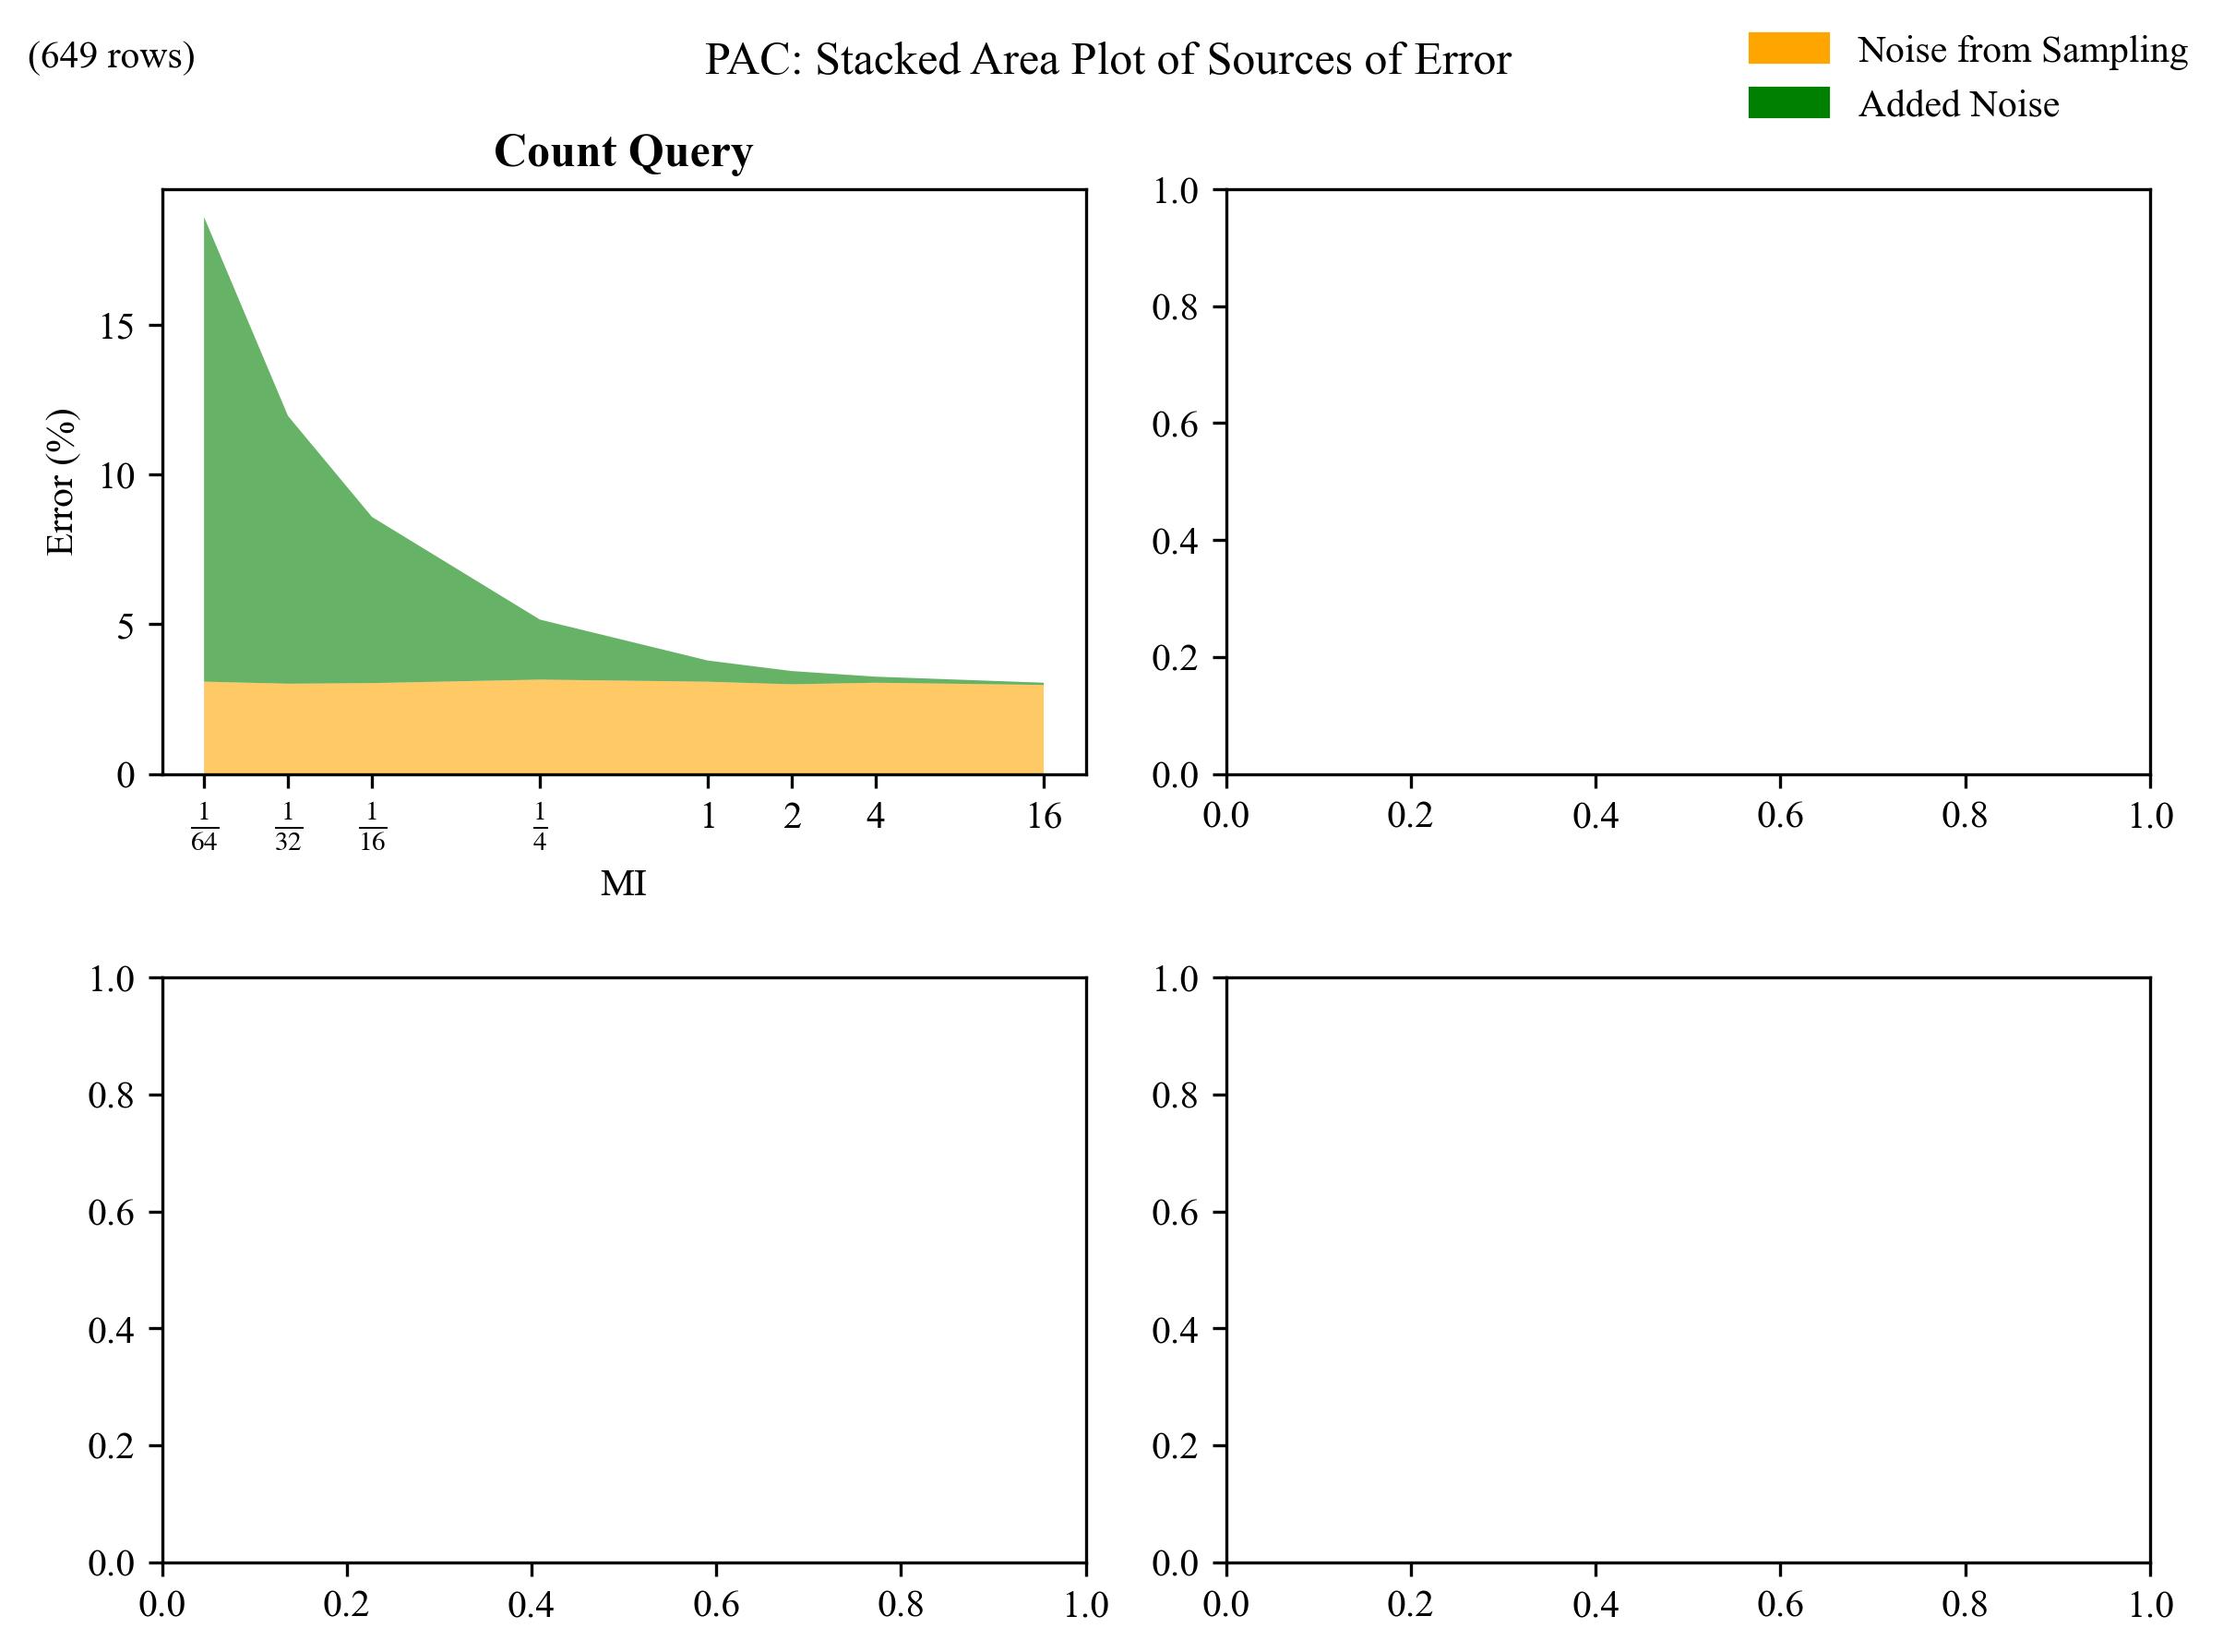 (649 rows)
PAC: Stacked Area Plot of Sources of Error
Noise from Sampling
Added Noise
Count Query
Error (%)
15
10
5
0
1/64 1/32 1/16 1/4 1 2 4 16
MI
1.0
0.8
0.6
0.4
0.2
0.0
0.0 0.2 0.4 0.6 0.8 1.0
1.0
0.8
0.6
0.4
0.2
0.0
0.0 0.2 0.4 0.6 0.8 1.0
1.0
0.8
0.6
0.4
0.2
0.0
0.0 0.2 0.4 0.6 0.8 1.0